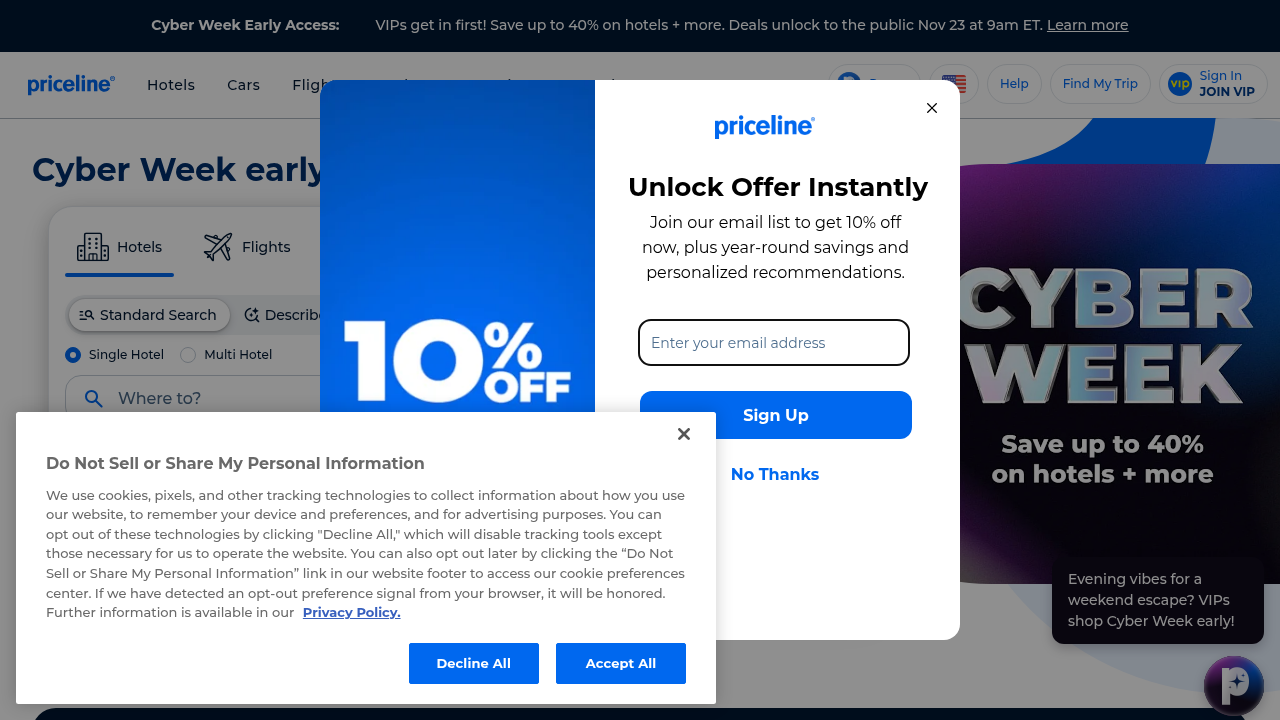 Cyber Week Early Access: VIPs get in first! Save up to 40% on hotels + more. Deals unlock to the public Nov 23 at 9am ET. Learn more
priceline
Hotels Cars
Help Find My Trip
VIP Sign In
JOIN VIP
Cyber Week early
Hotels Flights
Standard Search
Single Hotel Multi Hotel
Where to?
10% OFF
priceline
Unlock Offer Instantly
Join our email list to get 10% off
now, plus year-round savings and
personalized recommendations.
Enter your email address
Sign Up
No Thanks
CYBER
WEEK
Save up to 40%
on hotels + more
Evening vibes for a
weekend escape? VIPs
shop Cyber Week early!
p
Do Not Sell or Share My Personal Information
We use cookies, pixels, and other tracking technologies to collect information about how you use
our website, to remember your device and preferences, and for advertising purposes. You can
opt out of these technologies by clicking "Decline All," which will disable tracking tools except
those necessary for us to operate the website. You can also opt out later by clicking the “Do Not
Sell or Share My Personal Information” link in our website footer to access our cookie preferences
center. If we have detected an opt-out preference signal from your browser, it will be honored.
Further information is available in our Privacy Policy.
Decline All Accept All